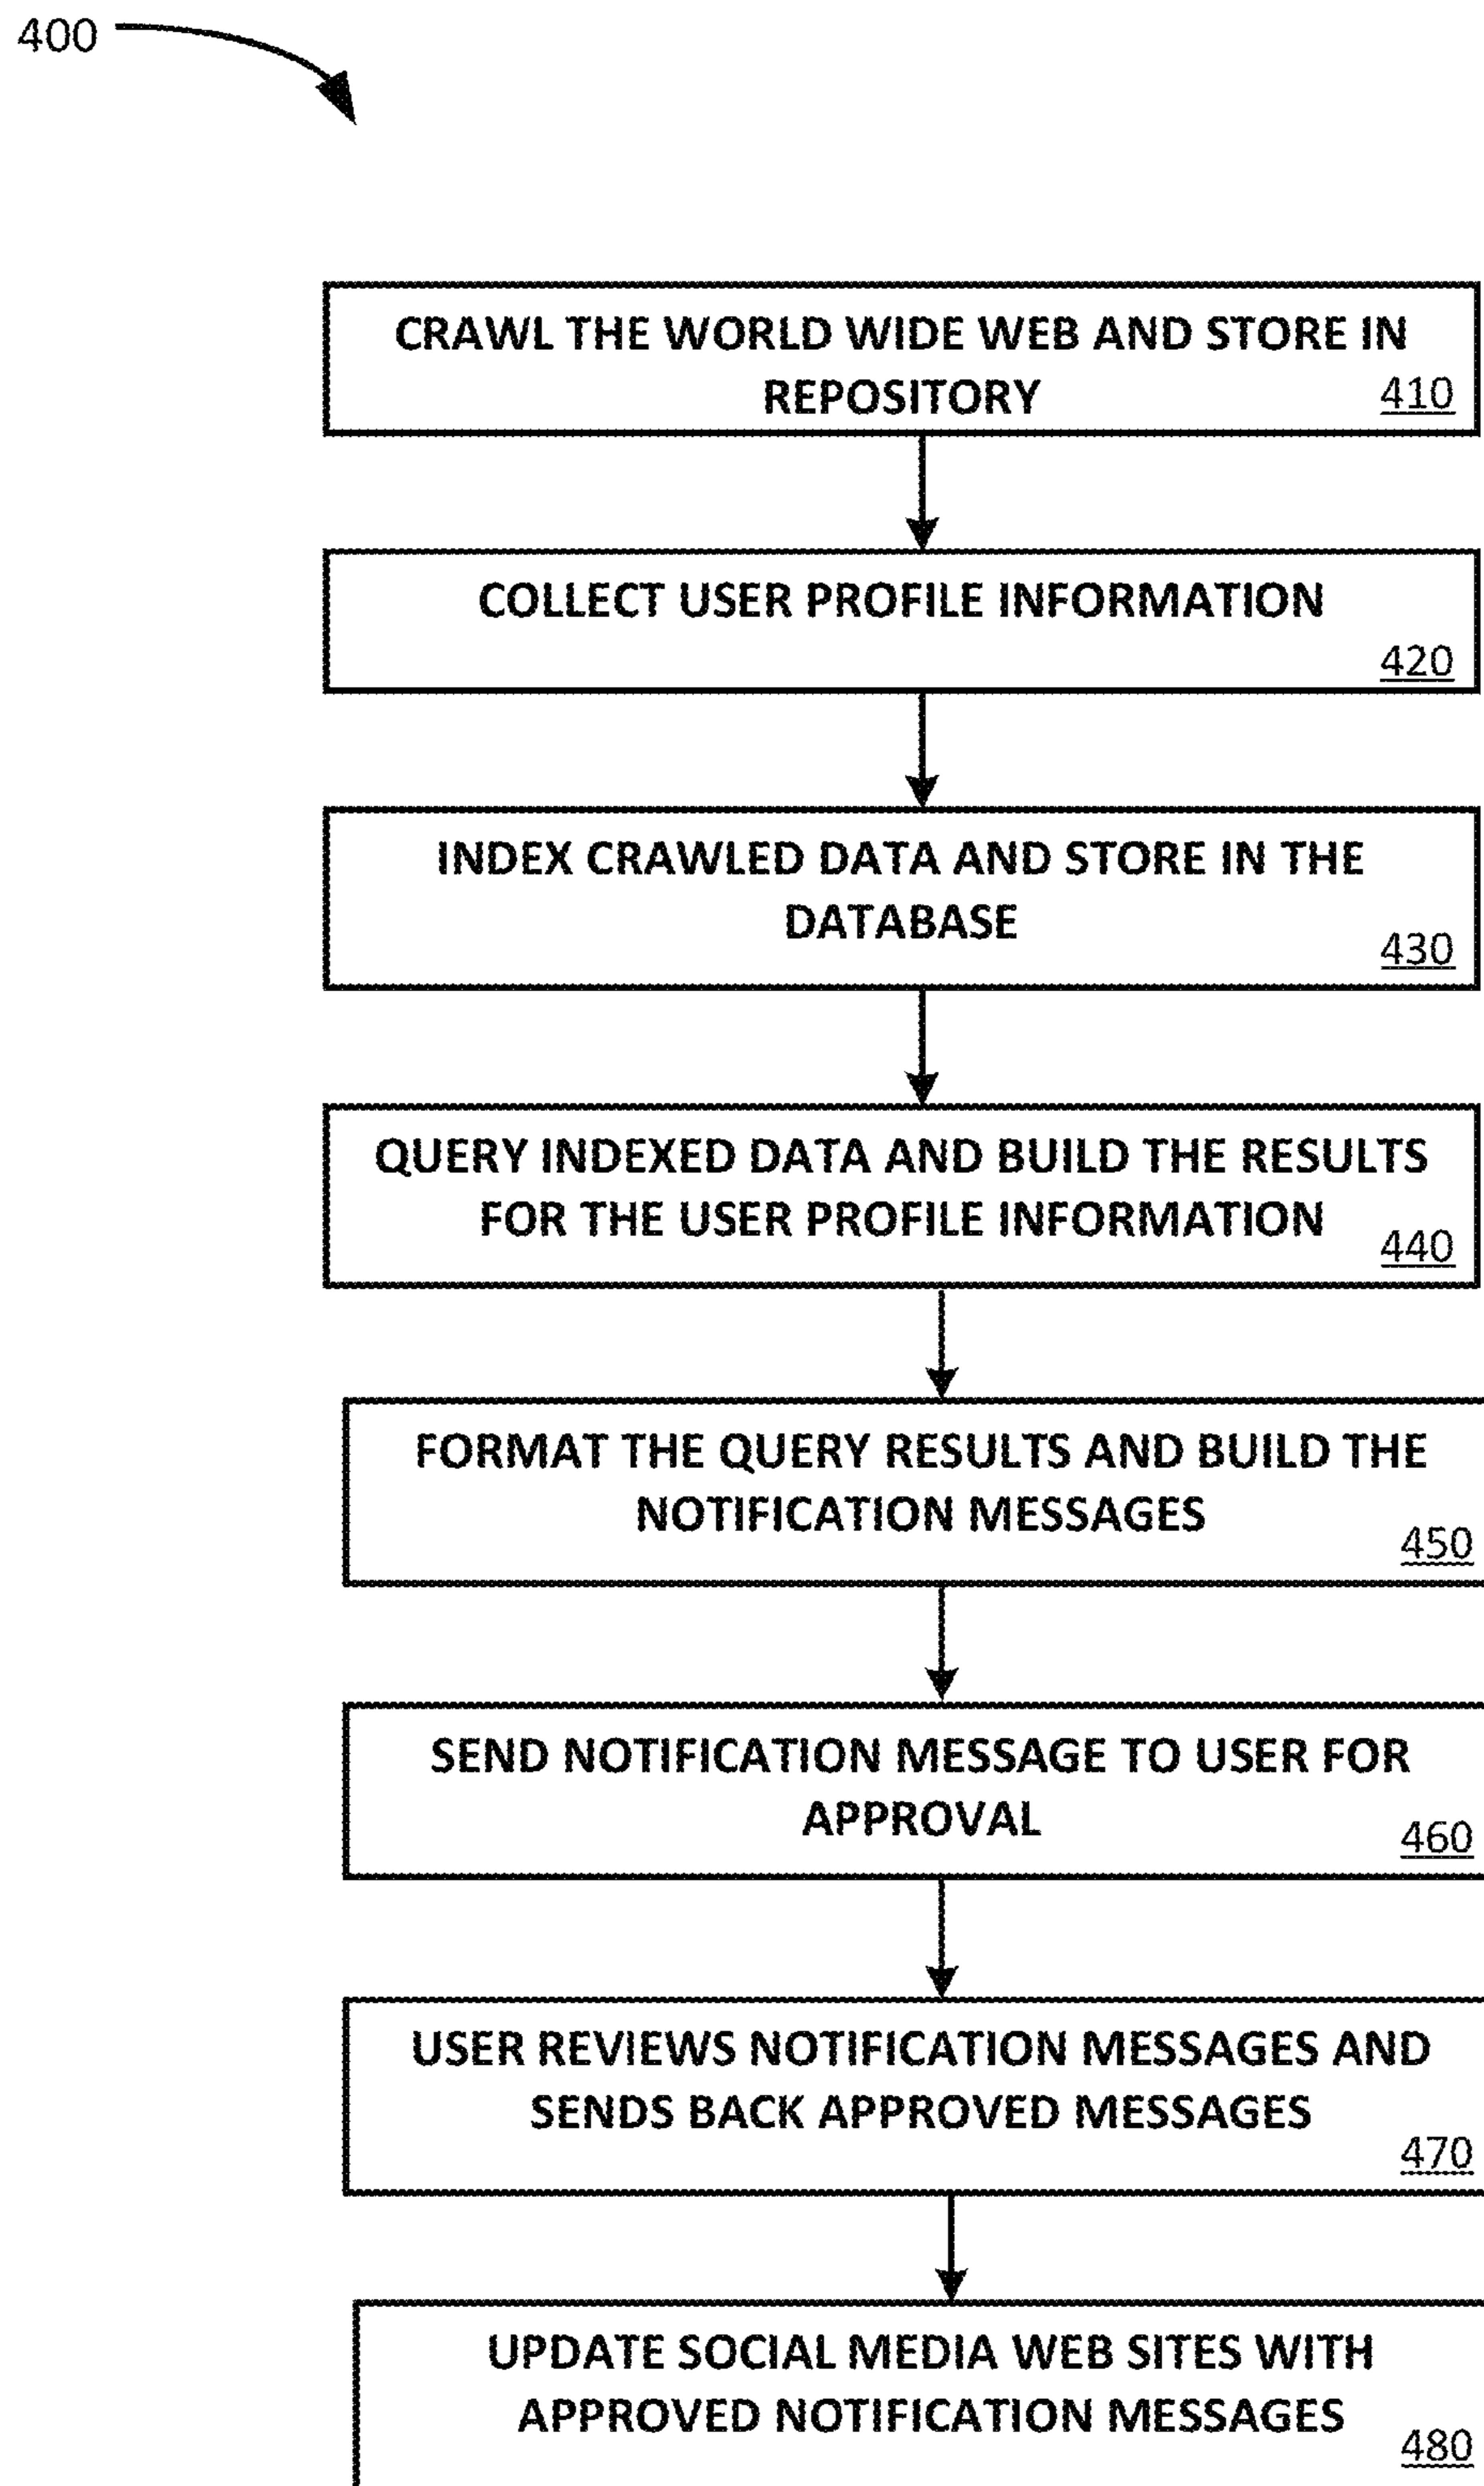 400
CRAWL THE WORLD WIDE WEB AND STORE IN
REPOSITORY
410
COLLECT USER PROFILE INFORMATION
420
INDEX CRAWLED DATA AND STORE IN THE
DATABASE
430
QUERY INDEXED DATA AND BUILD THE RESULTS
FOR THE USER PROFILE INFORMATION
440
FORMAT THE QUERY RESULTS AND BUILD THE
NOTIFICATION MESSAGES
450
SEND NOTIFICATION MESSAGE TO USER FOR
APPROVAL
460
USER REVIEWS NOTIFICATION MESSAGES AND
SENDS BACK APPROVED MESSAGES
470
UPDATE SOCIAL MEDIA WEB SITES WITH
APPROVED NOTIFICATION MESSAGES
480